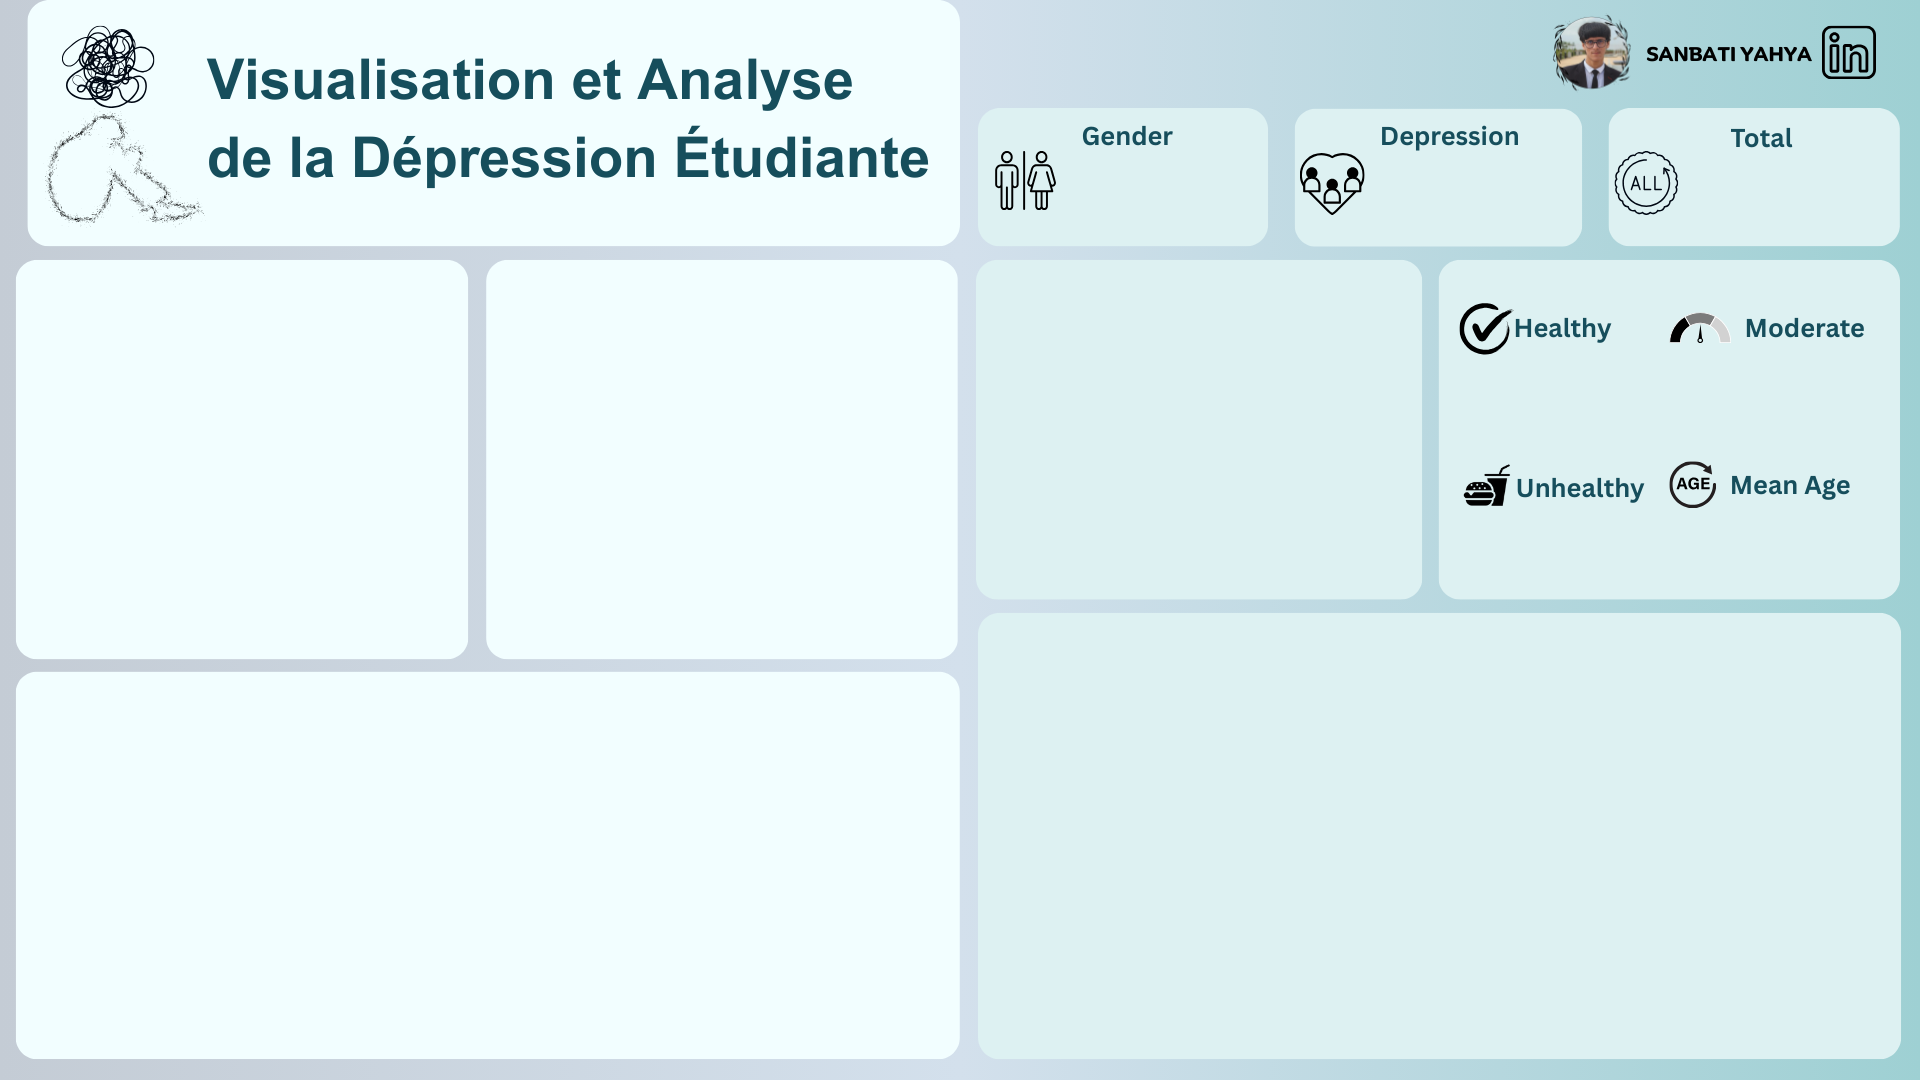 Visualisation et Analyse
de la Dépression Étudiante
SANBATI YAHYA
in
Gender
Depression
Total
ALL
Healthy
Moderate
Unhealthy
AGE
Mean Age